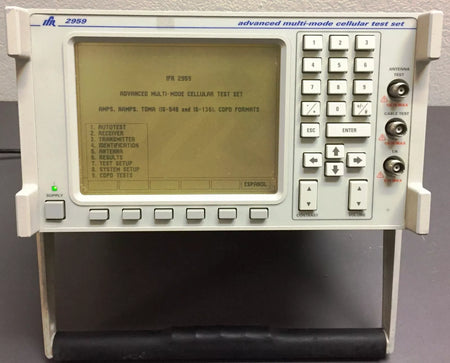 IFR 2959 advanced multi-mode cellular test set
IFR 2959
ADVANCED MULTI-MODE CELLULAR TEST SET
AMPS, NAMPS, TDMA (IS-54B and IS-136), CDPD FORMATS
1. AUTOTEST
2. RECEIVER
3. TRANSMITTER
4. IDENTIFICATION
5. ANTENNA
6. RESULTS
7. TEST SETUP
8. SYSTEM SETUP
9. CDPD TESTS
ESPAÑOL
1 2 3
4 5 6
7 8 9
0 +/-
ESC ENTER
ANTENNA
TEST
CABLE TEST
T/R
SUPPLY
CONTRAST
VOLUME